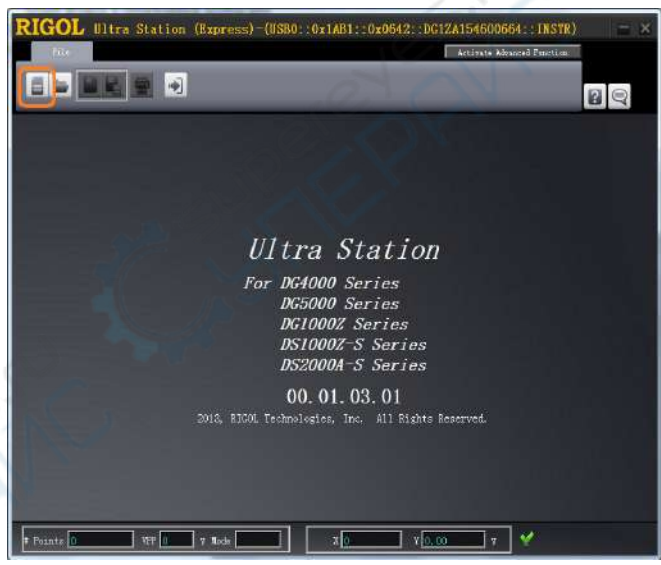 RIGOL Ultra Station (Express)-(USB0::0x1AB1::0x0642::DG1ZA154600664::INSTR)
File
Activate Advanced Function
Ultra Station
For DG4000 Series
DG5000 Series
DG1000Z Series
DS1000Z-S Series
DS2000A-S Series
00.01.03.01
2013, RIGOL Technologies, Inc. All Rights Reserved.
# Points 0 VPP 0 v Mode X 0 Y 0.00 v